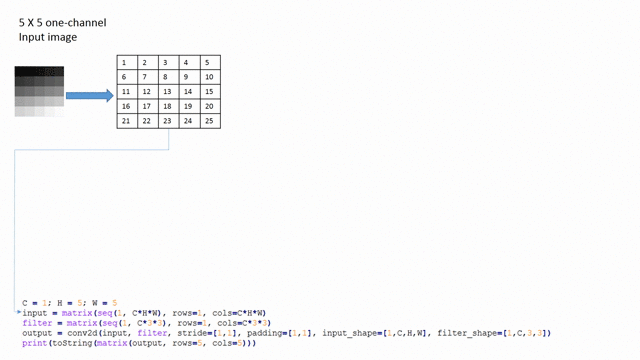 5 X 5 one-channel
Input image
1 2 3 4 5
6 7 8 9 10
11 12 13 14 15
16 17 18 19 20
21 22 23 24 25
C = 1; H = 5; W = 5
input = matrix(seq(1, C*H*W), rows=1, cols=C*H*W)
filter = matrix(seq(1, C*3*3), rows=1, cols=C*3*3)
output = conv2d(input, filter, stride=[1,1], padding=[1,1], input_shape=[1,C,H,W], filter_shape=[1,C,3,3])
print(toString(matrix(output, rows=5, cols=5)))